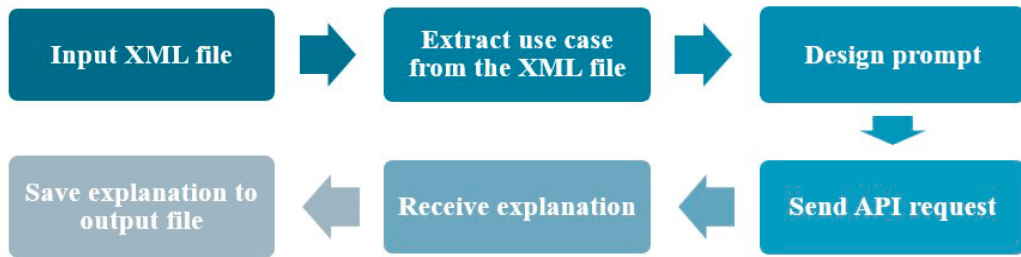 Input XML file
Extract use case
from the XML file
Design prompt
Send API request
Receive explanation
Save explanation to
output file